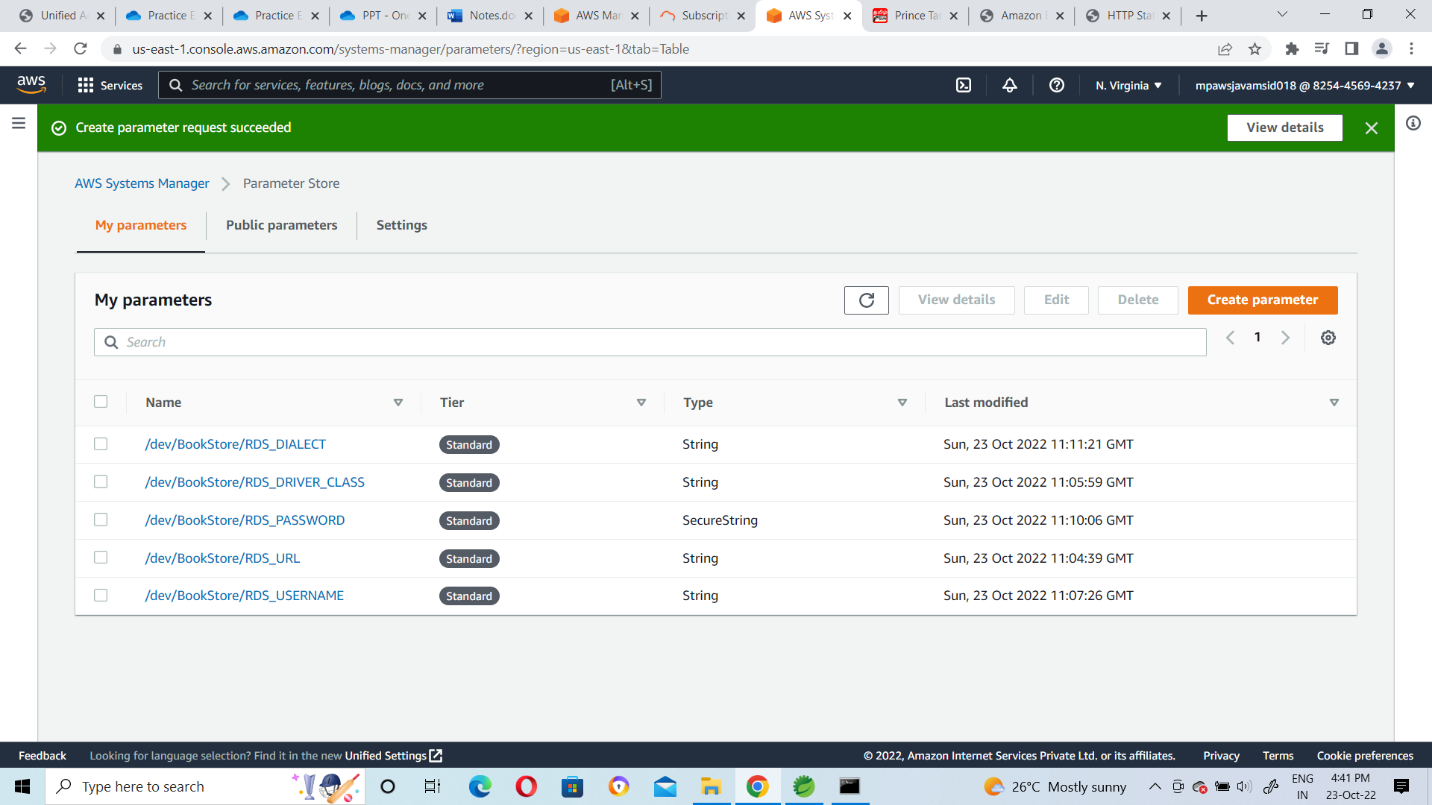 Unified A
Practice E
Practice E
PPT - One
Notes.do
AWS Man
Subscript
AWS Syst
Prince Ta
Amazon
HTTP Sta
us-east-1.console.aws.amazon.com/systems-manager/parameters/?region=us-east-1&tab=Table
aws
Services
Search for services, features, blogs, docs, and more
[Alt+S]
N. Virginia
mpawsjavamsid018 @ 8254-4569-4237
Create parameter request succeeded
View details
AWS Systems Manager
Parameter Store
My parameters
Public parameters
Settings
My parameters
View details
Edit
Delete
Create parameter
Search
1
Name
Tier
Type
Last modified
/dev/BookStore/RDS_DIALECT Standard String Sun, 23 Oct 2022 11:11:21 GMT
/dev/BookStore/RDS_DRIVER_CLASS Standard String Sun, 23 Oct 2022 11:05:59 GMT
/dev/BookStore/RDS_PASSWORD Standard SecureString Sun, 23 Oct 2022 11:10:06 GMT
/dev/BookStore/RDS_URL Standard String Sun, 23 Oct 2022 11:04:39 GMT
/dev/BookStore/RDS_USERNAME Standard String Sun, 23 Oct 2022 11:07:26 GMT
Feedback
Looking for language selection? Find it in the new Unified Settings
© 2022, Amazon Internet Services Private Ltd. or its affiliates.
Privacy
Terms
Cookie preferences
Type here to search
26°C Mostly sunny
ENG
IN
4:41 PM
23-Oct-22